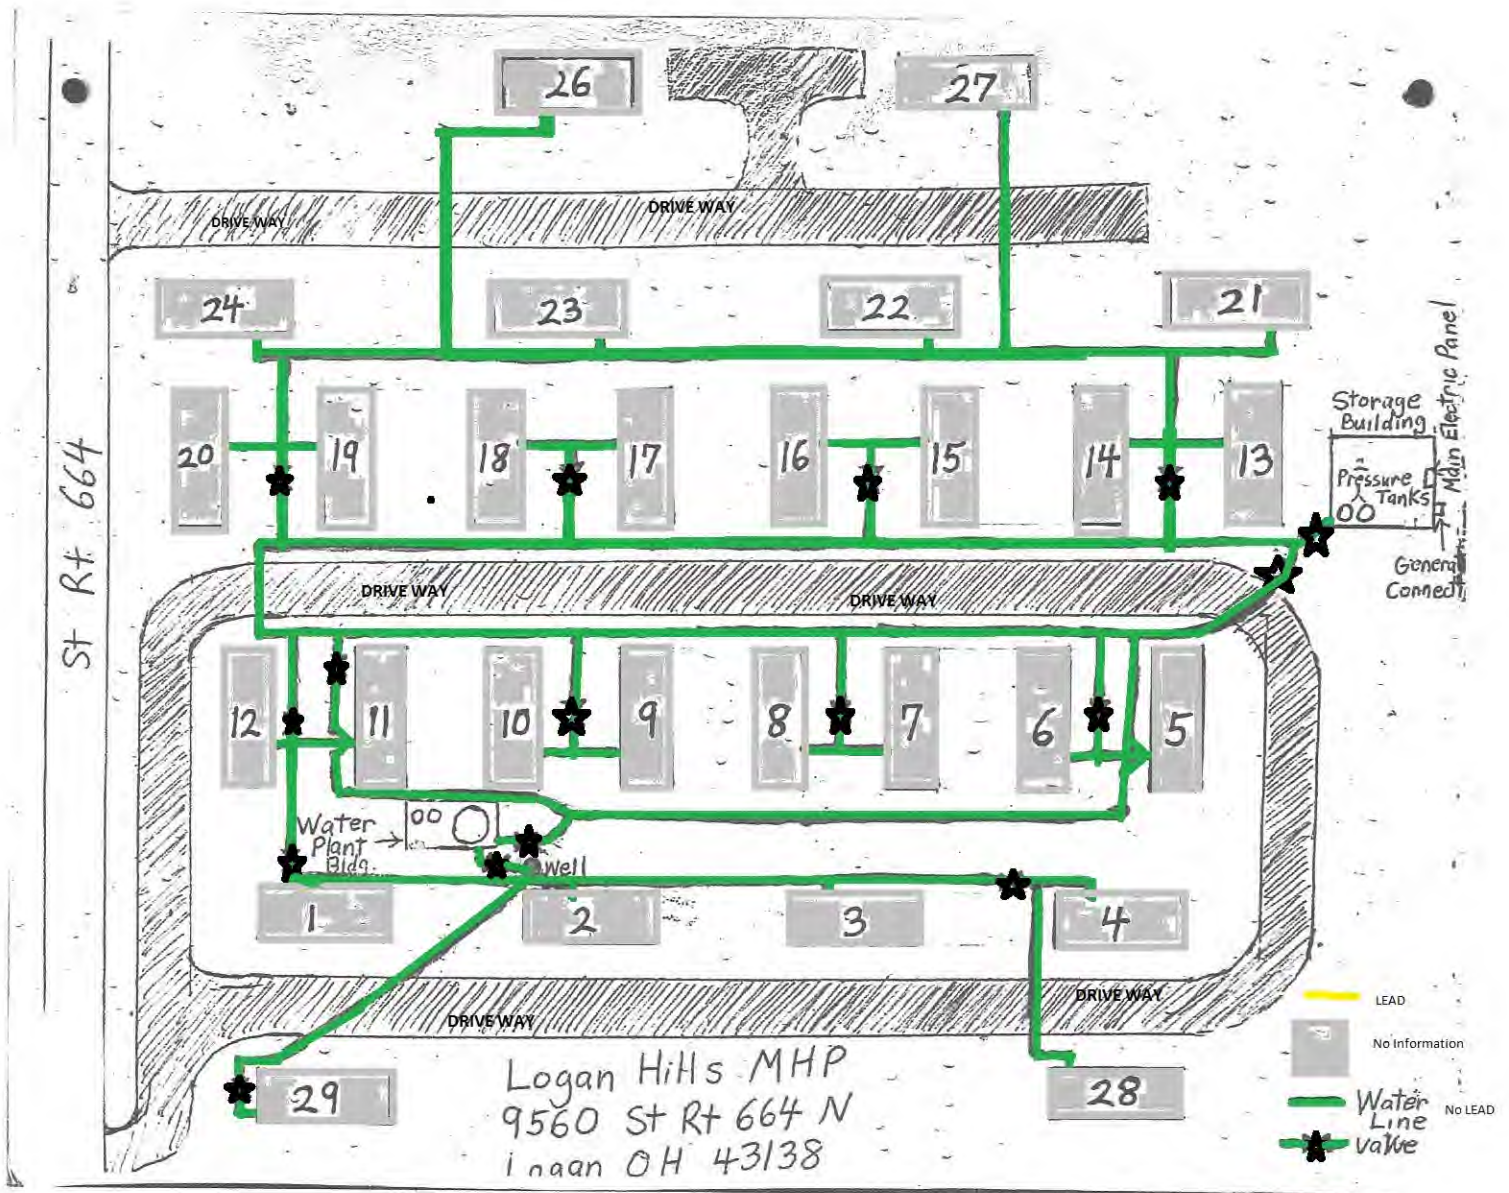 26
27
DRIVE WAY
DRIVE WAY
24
23
22
21
Main Electric Panel
Storage
Building
Pressure
Tanks
20
19
18
17
16
15
14
13
St Rt 664
DRIVE WAY
DRIVE WAY
12
11
10
9
8
7
6
5
Water
Plant
Bldg.
Well
1
2
3
4
DRIVE WAY
DRIVE WAY
29
28
Logan Hills MHP
9560 St Rt 664 N
OH 43138
LEAD
No Information
Water
Line
No LEAD
Valve